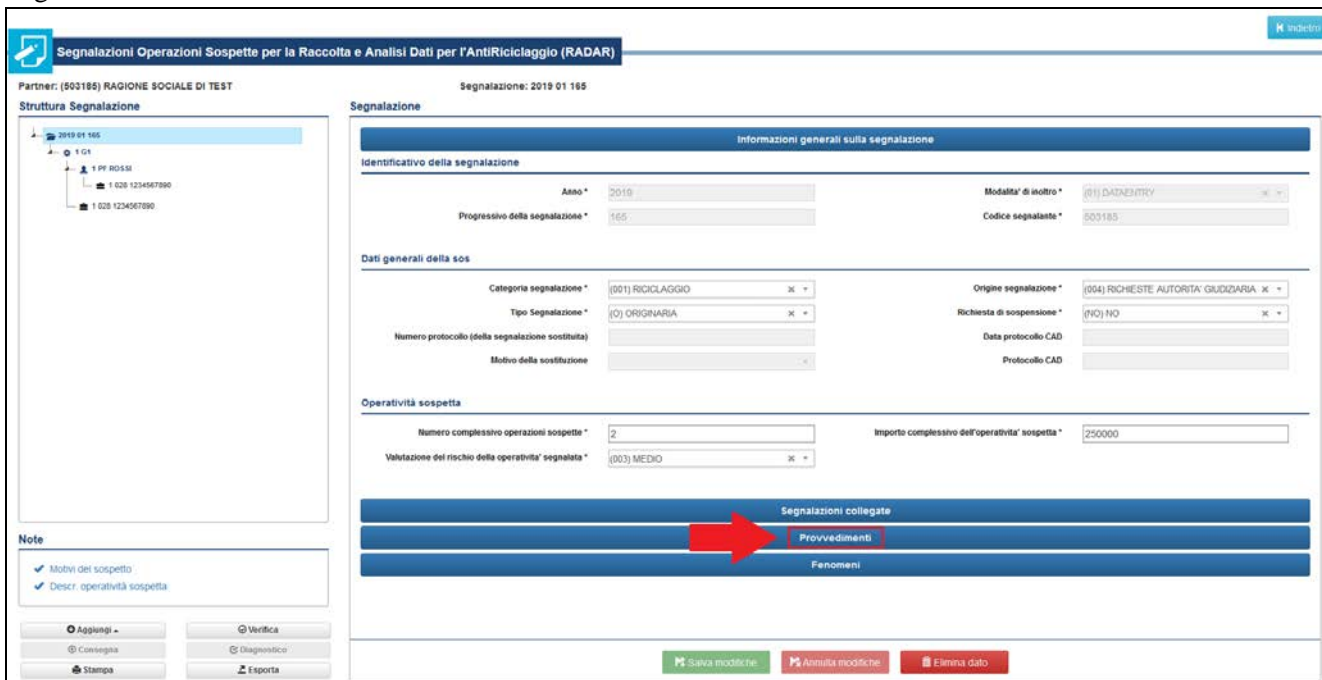 Indietro
Segnalazioni Operazioni Sospette per la Raccolta e Analisi Dati per l'AntiRiciclaggio (RADAR)
Partner: (503185) RAGIONE SOCIALE DI TEST Segnalazione: 2019 01 165
Struttura Segnalazione Segnalazione
2019 01 165
1 G1
1 PF ROSSI
1 028 1234567890
1 028 1234567890
Informazioni generali sulla segnalazione
Identificativo della segnalazione
Anno * 2019 Modalita' di inoltro * (01) DATAENTRY
Progressivo della segnalazione * 165 Codice segnalante * 503185
Dati generali della sos
Categoria segnalazione * (001) RICICLAGGIO Origine segnalazione * (004) RICHIESTE AUTORITA' GIUDIZIARIA
Tipo Segnalazione * (O) ORIGINARIA Richiesta di sospensione * (NO) NO
Numero protocollo (della segnalazione sostituita) Data protocollo CAD
Motivo della sostituzione Protocollo CAD
Operatività sospetta
Numero complessivo operazioni sospette * 2 Importo complessivo dell'operativita' sospetta * 250000
Valutazione del rischio della operativita' segnalata * (003) MEDIO
Segnalazioni collegate
Provvedimenti
Fenomeni
Note
Motivi del sospetto
Descr. operatività sospetta
Aggiungi Verifica
Consegna Diagnostico
Stampa Esporta
Salva modifiche Annulla modifiche Elimina dato